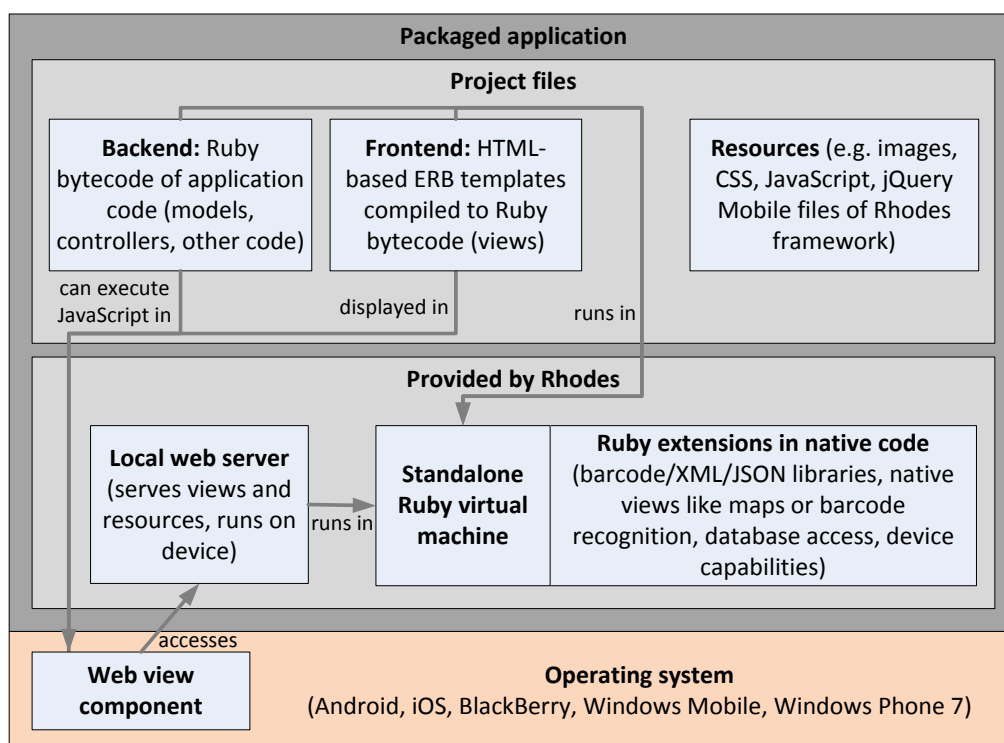 Packaged application
Project files
Backend: Ruby
bytecode of application
code (models,
controllers, other code)
Frontend: HTML-
based ERB templates
compiled to Ruby
bytecode (views)
Resources (e.g. images,
CSS, JavaScript, jQuery
Mobile files of Rhodes
framework)
can execute
JavaScript in
displayed in
runs in
Provided by Rhodes
Local web server
(serves views and
resources, runs on
device)
runs in
Standalone
Ruby virtual
machine
Ruby extensions in native code
(barcode/XML/JSON libraries, native
views like maps or barcode
recognition, database access, device
capabilities)
accesses
Web view
component
Operating system
(Android, iOS, BlackBerry, Windows Mobile, Windows Phone 7)